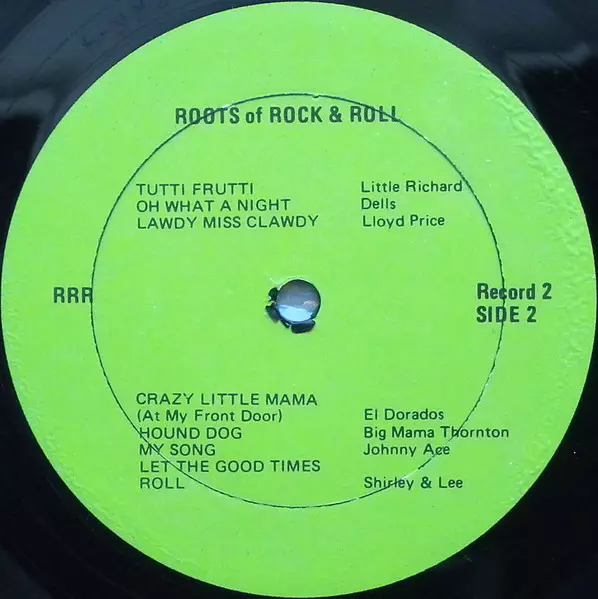 ROOTS of ROCK & ROLL
TUTTI FRUTTI Little Richard
OH WHAT A NIGHT Dells
LAWDY MISS CLAWDY Lloyd Price
RRR Record 2
SIDE 2
CRAZY LITTLE MAMA
(At My Front Door) El Dorados
HOUND DOG Big Mama Thornton
MY SONG Johnny Ace
LET THE GOOD TIMES
ROLL Shirley & Lee